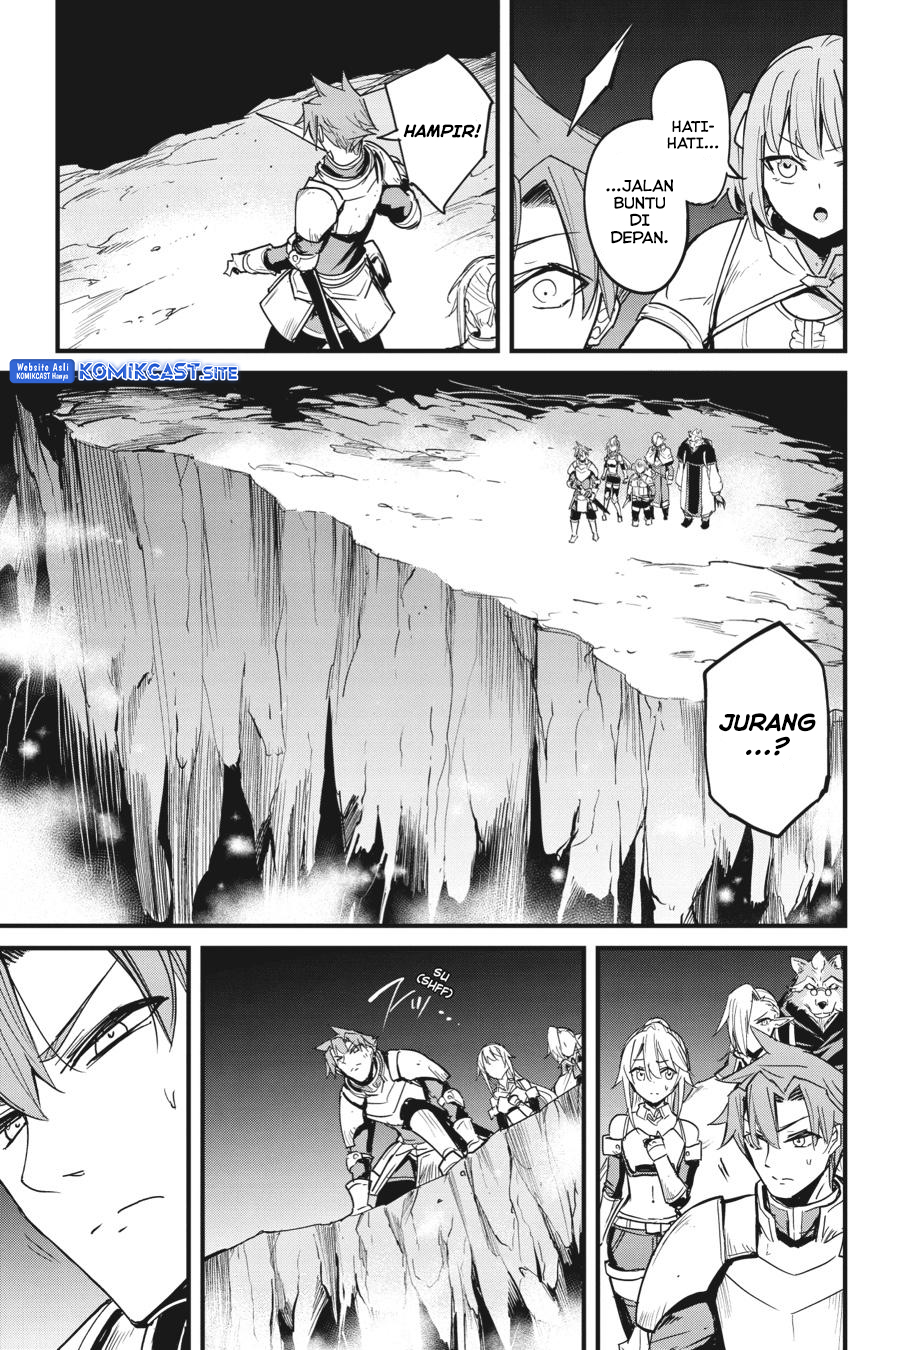 HATI-
HATI...
...JALAN
BUNTU
DI
DEPAN.
HAMPIR!
Website Asli
KOMIKCAST Hanya
KOMIKCAST.SITE
JURANG
...?
SU
(SHFF)